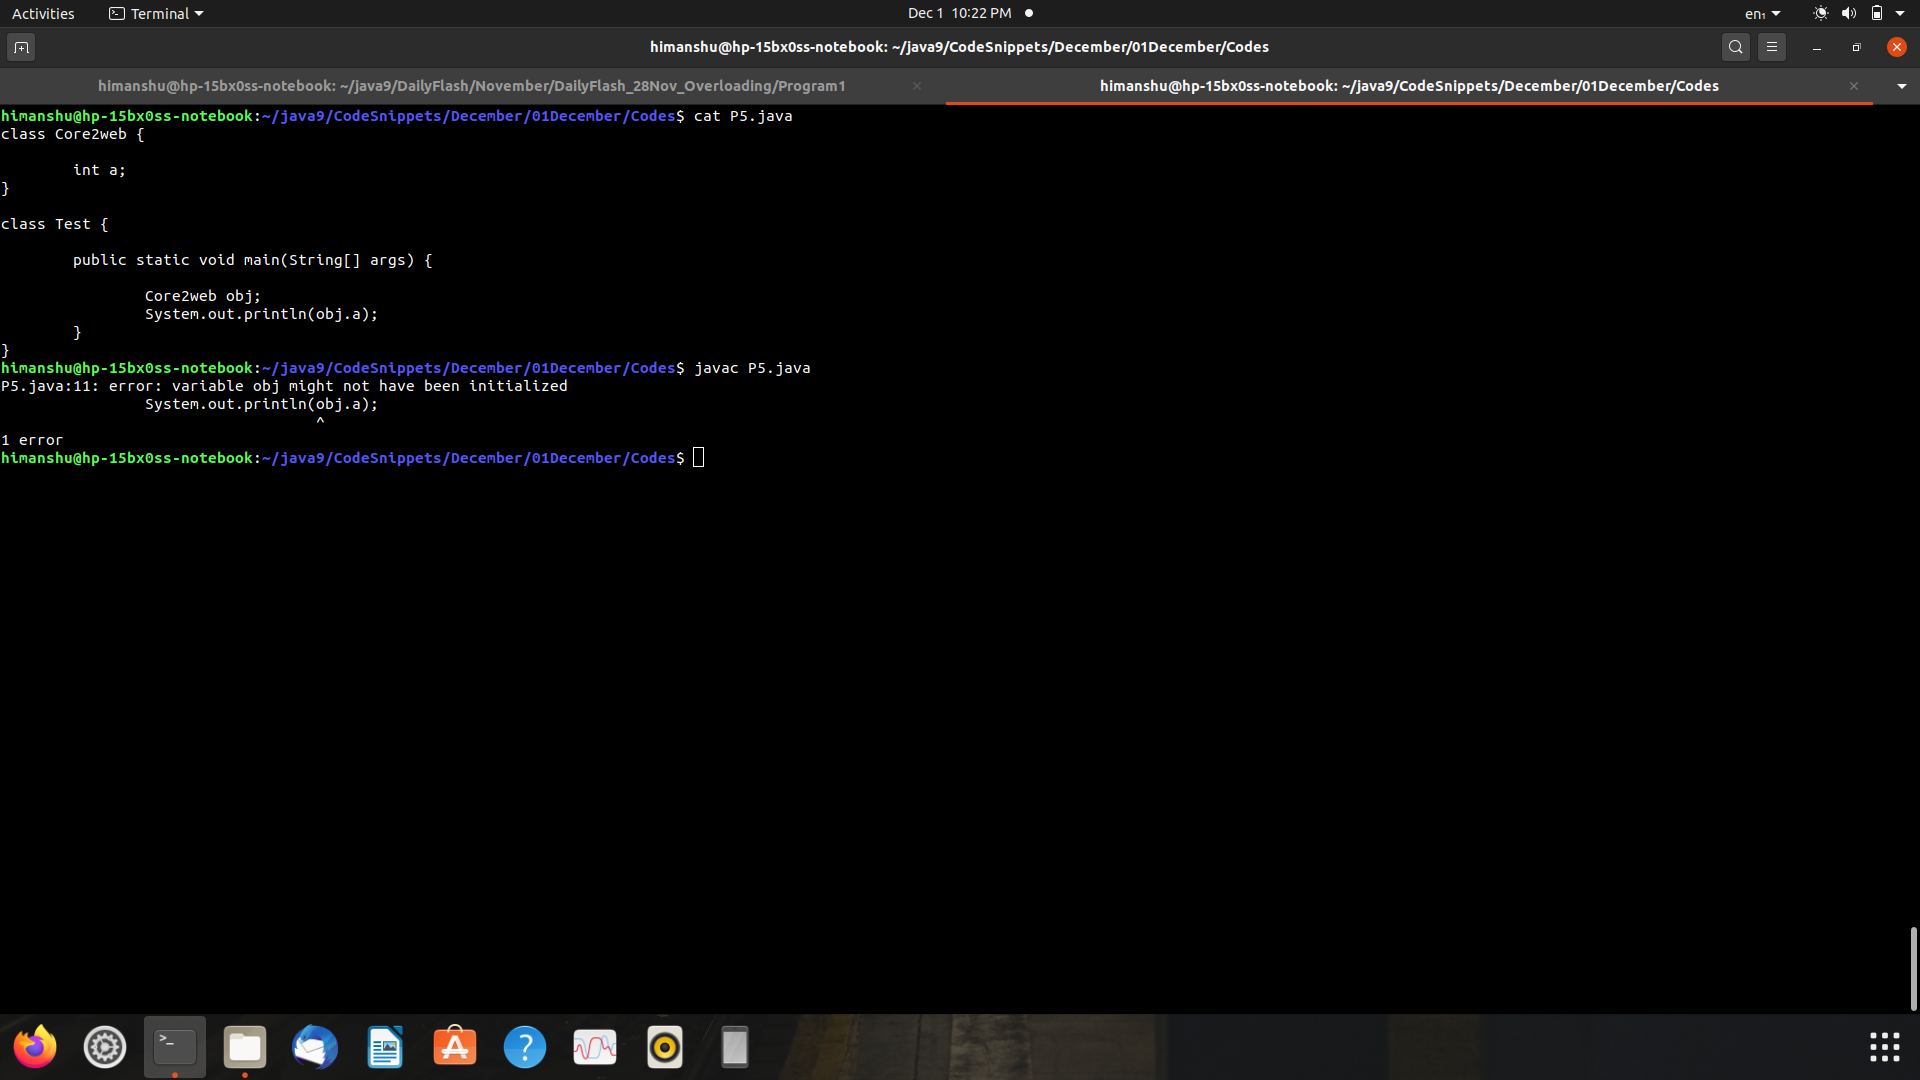 Activities
Terminal
Dec 1 10:22 PM
en₁
himanshu@hp-15bx0ss-notebook: ~/java9/CodeSnippets/December/01December/Codes
himanshu@hp-15bx0ss-notebook: ~/java9/DailyFlash/November/DailyFlash_28Nov_Overloading/Program1
himanshu@hp-15bx0ss-notebook: ~/java9/CodeSnippets/December/01December/Codes
himanshu@hp-15bx0ss-notebook:~/java9/CodeSnippets/December/01December/Codes$ cat P5.java
class Core2web {
int a;
}
class Test {
public static void main(String[] args) {
Core2web obj;
System.out.println(obj.a);
}
}
himanshu@hp-15bx0ss-notebook:~/java9/CodeSnippets/December/01December/Codes$ javac P5.java
P5.java:11: error: variable obj might not have been initialized
System.out.println(obj.a);
^
1 error
himanshu@hp-15bx0ss-notebook:~/java9/CodeSnippets/December/01December/Codes$